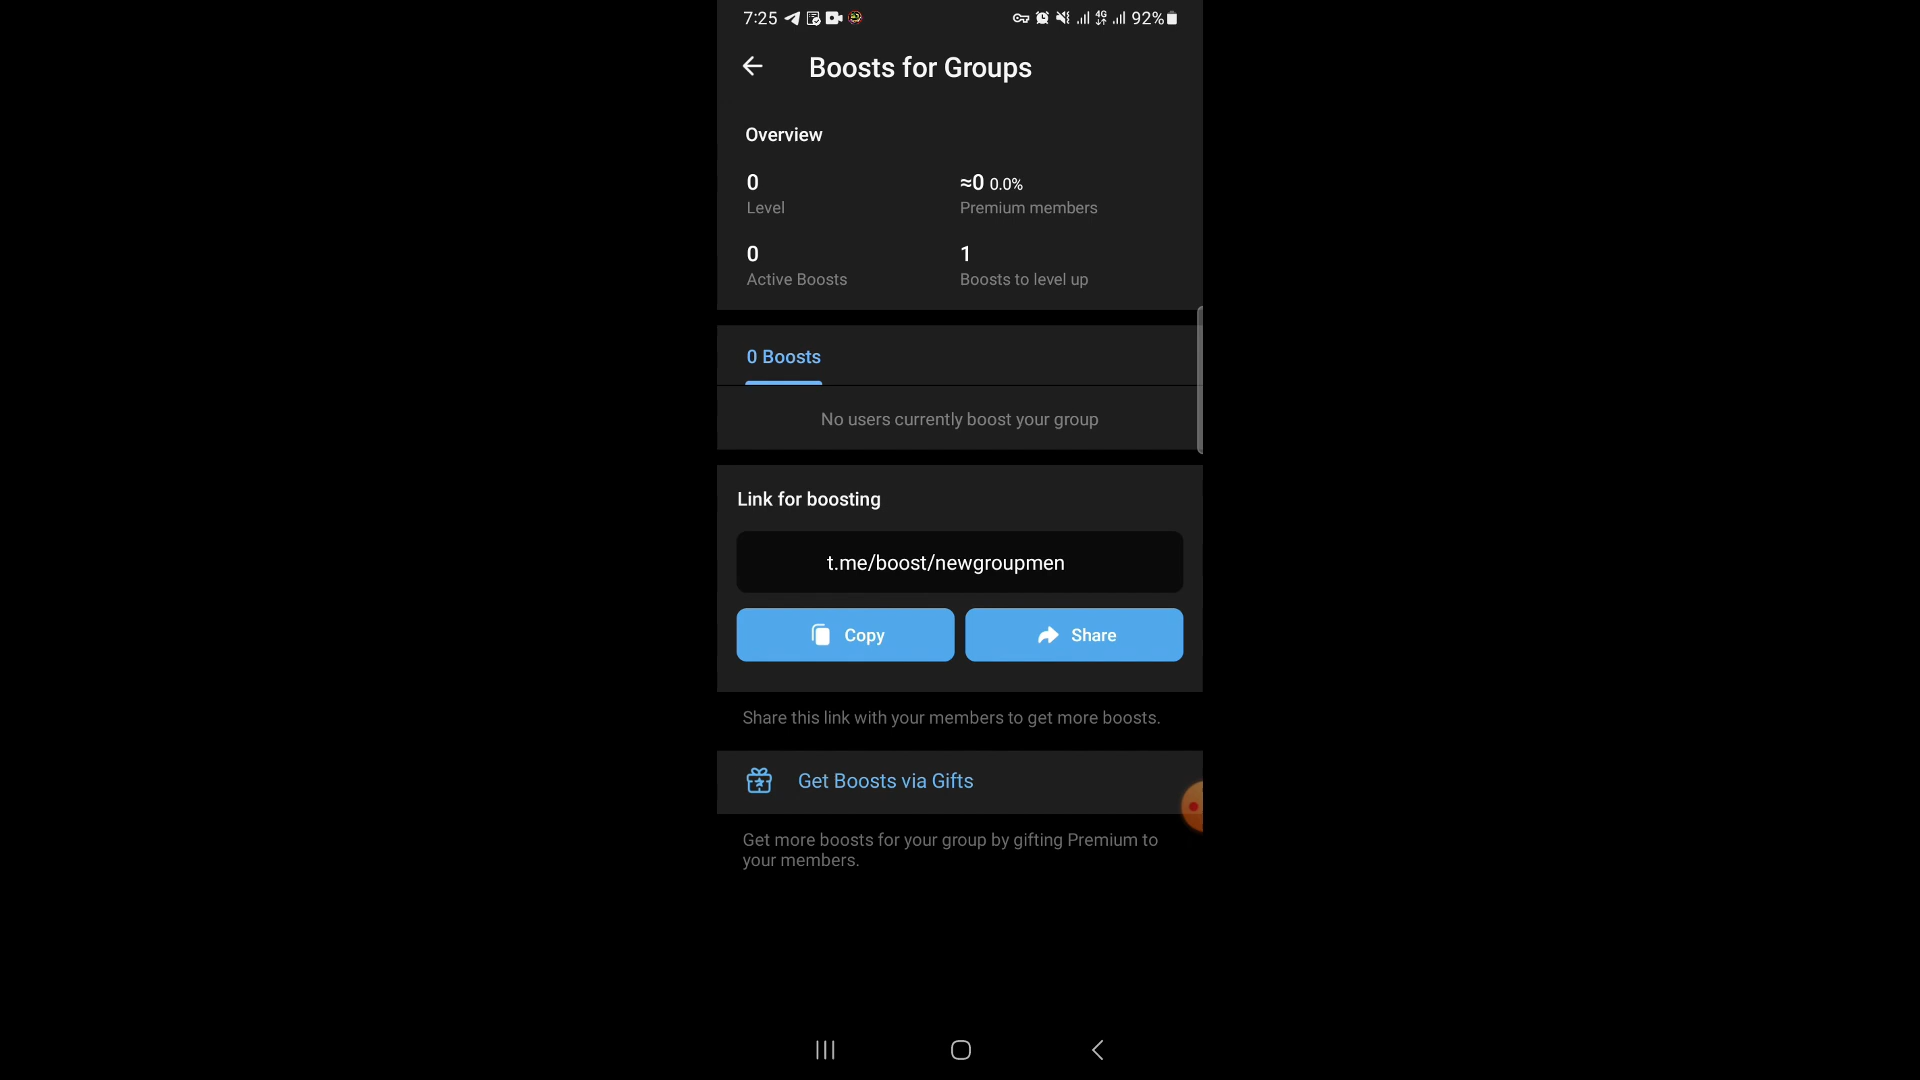 7:25 92%
4G
Boosts for Groups
Overview
0 ≈0 0.0%
Level Premium members
0 1
Active Boosts Boosts to level up
0 Boosts
No users currently boost your group
Link for boosting
t.me/boost/newgroupmen
Copy Share
Share this link with your members to get more boosts.
Get Boosts via Gifts
Get more boosts for your group by gifting Premium to
your members.